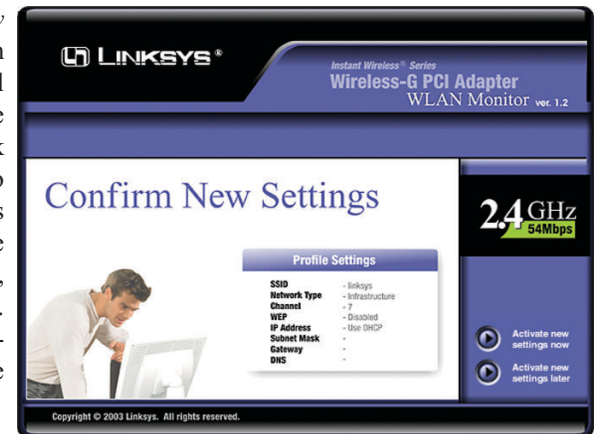 y
n
l
e
k
o
s
e
,
.
-
e
LINKSYS®
Instant Wireless® Series
Wireless-G PCI Adapter
WLAN Monitor ver. 1.2
Confirm New Settings
2.4 GHz
54Mbps
Profile Settings
SSID - linksys
Network Type - Infrastructure
Channel - 7
WEP - Disabled
IP Address - Use DHCP
Subnet Mask -
Gateway -
DNS -
Activate new
settings now
Activate new
settings later
Copyright © 2003 Linksys. All rights reserved.